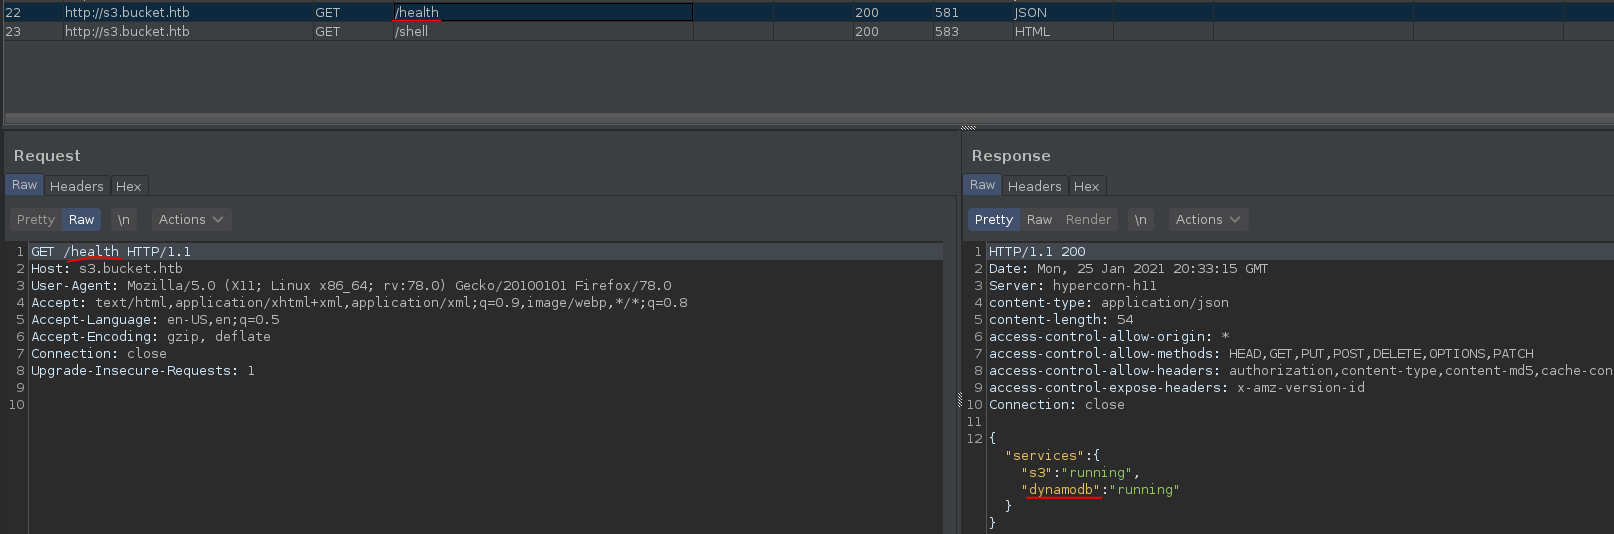 22 http://s3.bucket.htb GET /health 200 581 JSON
23 http://s3.bucket.htb GET /shell 200 583 HTML
Request
Raw Headers Hex
Pretty Raw \n Actions
1 GET /health HTTP/1.1
2 Host: s3.bucket.htb
3 User-Agent: Mozilla/5.0 (X11; Linux x86_64; rv:78.0) Gecko/20100101 Firefox/78.0
4 Accept: text/html,application/xhtml+xml,application/xml;q=0.9,image/webp,*/*;q=0.8
5 Accept-Language: en-US,en;q=0.5
6 Accept-Encoding: gzip, deflate
7 Connection: close
8 Upgrade-Insecure-Requests: 1
9
10
Response
Raw Headers Hex
Pretty Raw Render \n Actions
1 HTTP/1.1 200
2 Date: Mon, 25 Jan 2021 20:33:15 GMT
3 Server: hypercorn-h11
4 content-type: application/json
5 content-length: 54
6 access-control-allow-origin: *
7 access-control-allow-methods: HEAD,GET,PUT,POST,DELETE,OPTIONS,PATCH
8 access-control-allow-headers: authorization,content-type,content-md5,cache-con
9 access-control-expose-headers: x-amz-version-id
10 Connection: close
11
12 {
"services":{
"s3":"running",
"dynamodb":"running"
}
}